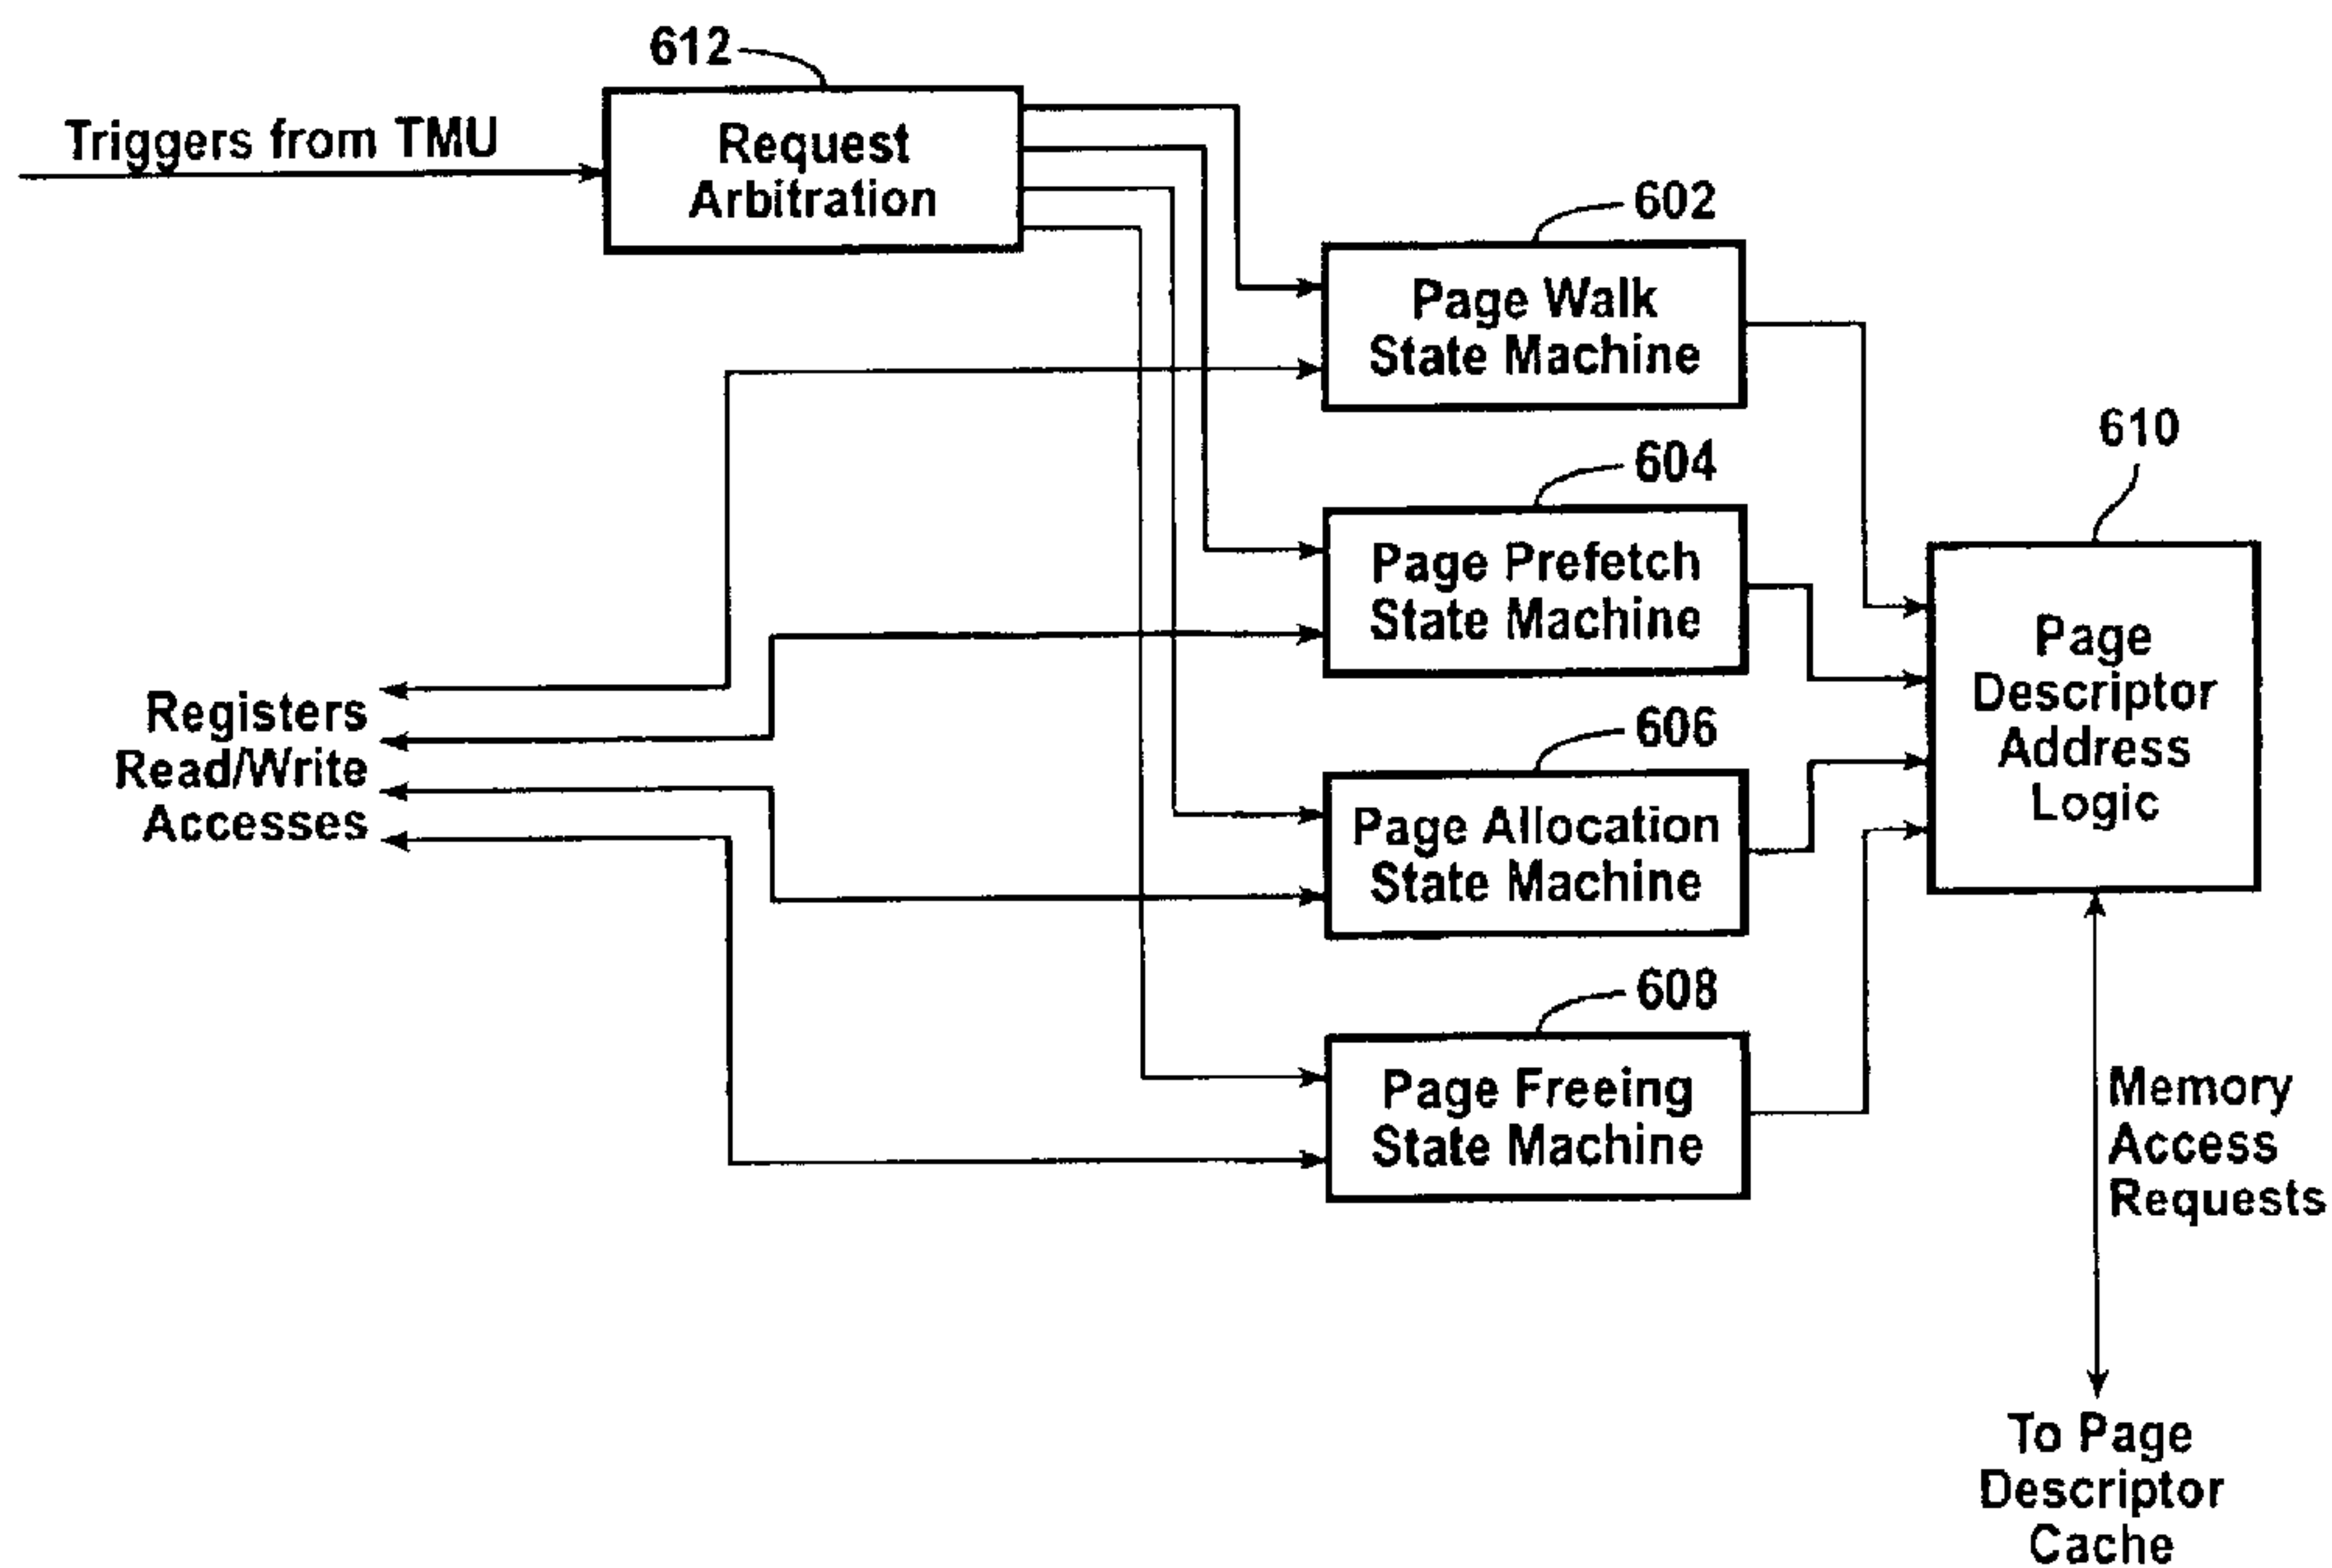 612
Triggers from TMU
Request
Arbitration
602
Page Walk
State Machine
604
Page Prefetch
State Machine
610
Page
Descriptor
Address
Logic
Registers
Read/Write
Accesses
606
Page Allocation
State Machine
608
Page Freeing
State Machine
Memory
Access
Requests
To Page
Descriptor
Cache